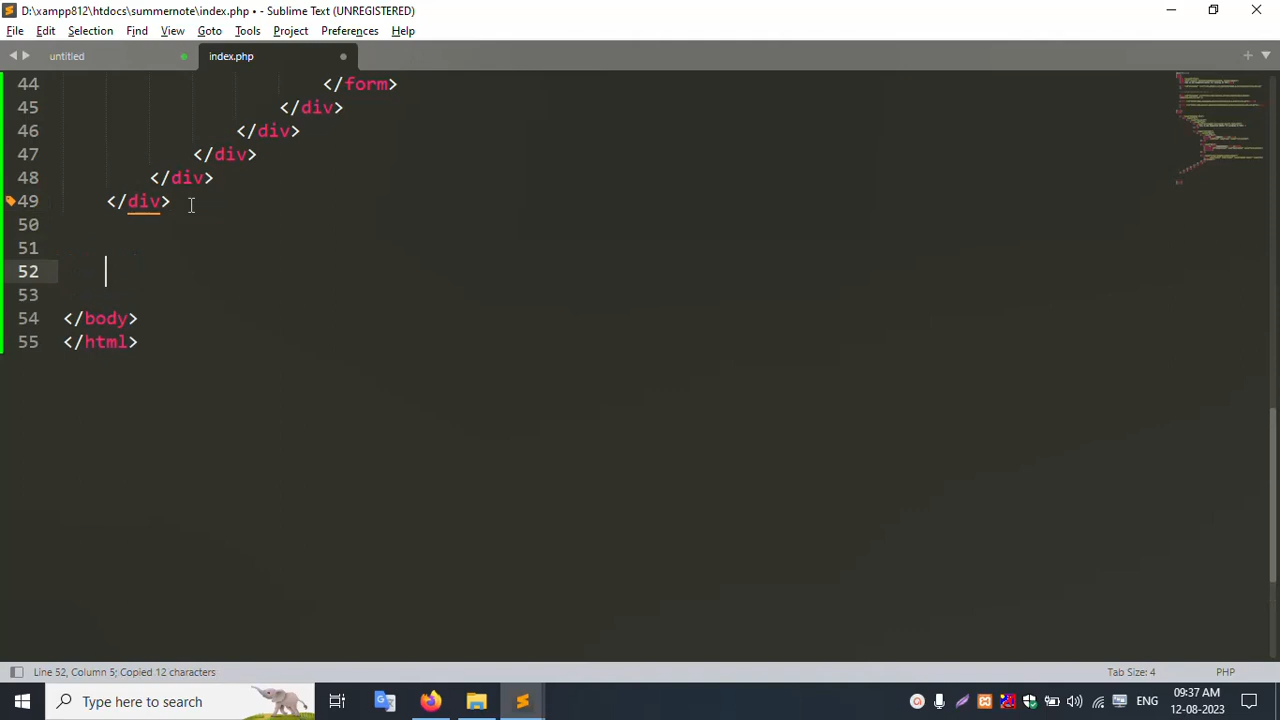 D:\xampp812\htdocs\summernote\index.php • - Sublime Text (UNREGISTERED)
File Edit Selection Find View Goto Tools Project Preferences Help
untitled index.php
44 </form>
45 </div>
46 </div>
47 </div>
48 </div>
49 </div>
50
51
52
53
54 </body>
55 </html>
Line 52, Column 5; Copied 12 characters Tab Size: 4 PHP
Type here to search ENG 09:37 AM
12-08-2023